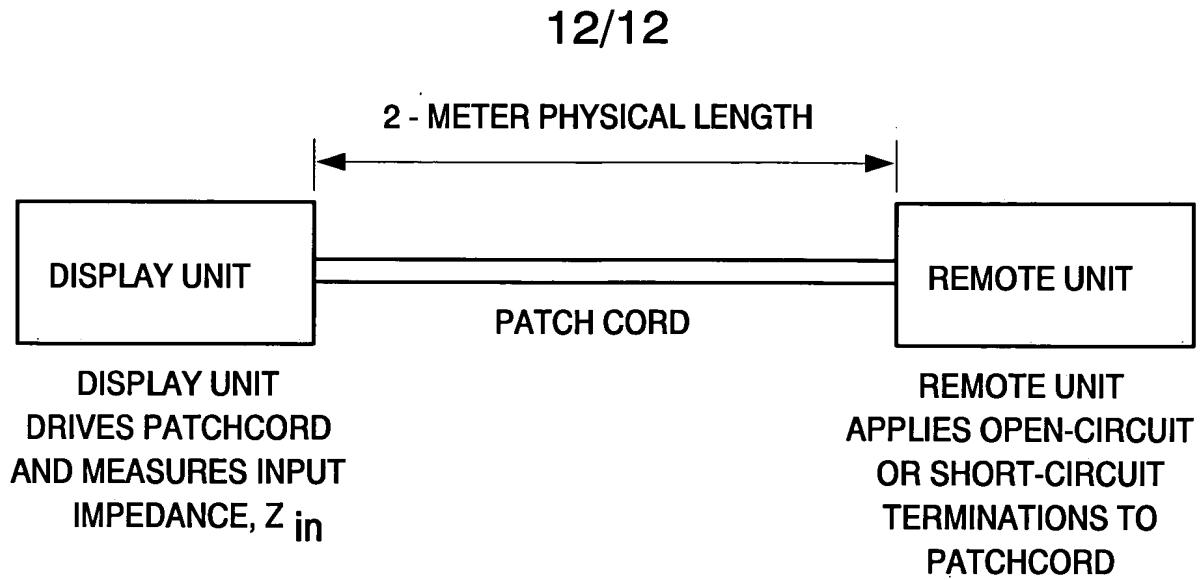 12/12
2 - METER PHYSICAL LENGTH
DISPLAY UNIT
REMOTE UNIT
PATCH CORD
DISPLAY UNIT
DRIVES PATCHCORD
AND MEASURES INPUT
IMPEDANCE, Z in
REMOTE UNIT
APPLIES OPEN-CIRCUIT
OR SHORT-CIRCUIT
TERMINATIONS TO
PATCHCORD